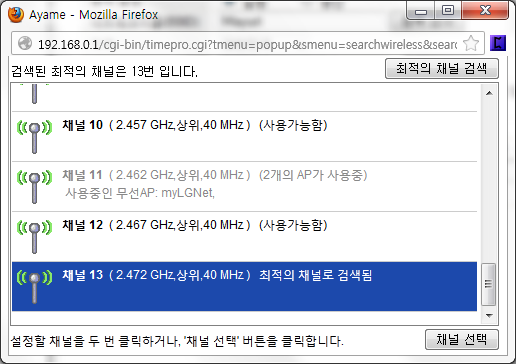 Ayame - Mozilla Firefox
192.168.0.1/cgi-bin/timepro.cgi?tmenu=popup&smenu=searchwireless&searc
검색된 최적의 채널은 13번 입니다.
최적의 채널 검색
채널 10 ( 2.457 GHz,상위,40 MHz ) (사용가능함)
채널 11 ( 2.462 GHz,상위,40 MHz ) (2개의 AP가 사용중)
사용중인 무선AP: myLGNet,
채널 12 ( 2.467 GHz,상위,40 MHz ) (사용가능함)
채널 13 ( 2.472 GHz,상위,40 MHz ) 최적의 채널로 검색됨
설정할 채널을 두 번 클릭하거나, '채널 선택' 버튼을 클릭합니다.
채널 선택